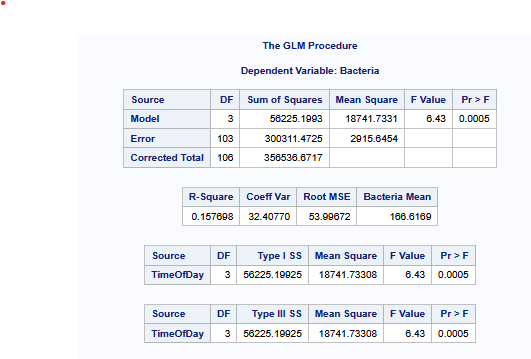 The GLM Procedure
Dependent Variable: Bacteria
Source DF Sum of Squares Mean Square F Value Pr > F
Model 3 56225.1993 18741.7331 6.43 0.0005
Error 103 300311.4725 2915.6454
Corrected Total 106 356536.6717
R-Square Coeff Var Root MSE Bacteria Mean
0.157698 32.40770 53.99672 166.6169
Source DF Type I SS Mean Square F Value Pr > F
TimeOfDay 3 56225.19925 18741.73308 6.43 0.0005
Source DF Type III SS Mean Square F Value Pr > F
TimeOfDay 3 56225.19925 18741.73308 6.43 0.0005